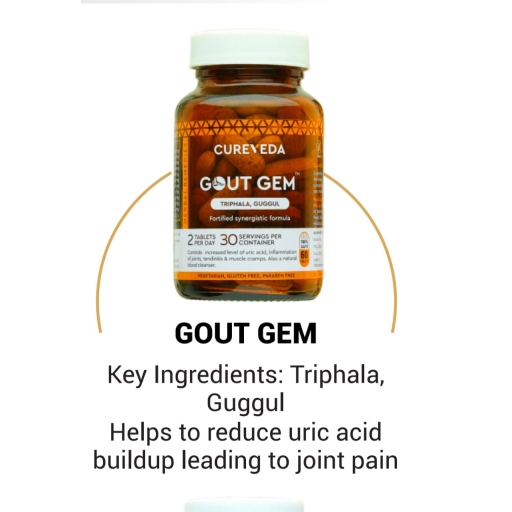 CUREVEDA
GOUT GEM™
TRIPHALA, GUGGUL
Fortified synergistic formula
2 TABLETS PER DAY 30 SERVINGS PER CONTAINER
Controls increased level of uric acid, inflammation
of joints, tendinitis & muscle cramps. Also a natural
blood cleanser.
60
VEGETARIAN, GLUTEN FREE, PARABEN FREE
GOUT GEM
Key Ingredients: Triphala,
Guggul
Helps to reduce uric acid
buildup leading to joint pain